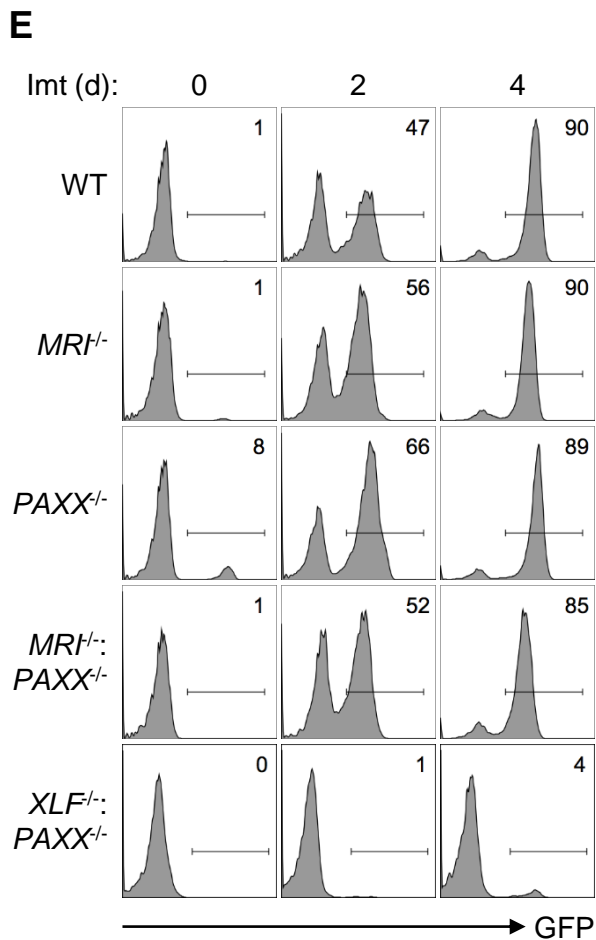 E
Imt (d): 0 2 4
WT 1 47 90
MRI-/- 1 56 90
PAXX-/- 8 66 89
MRI-/-:
PAXX-/- 1 52 85
XLF-/-:
PAXX-/- 0 1 4
GFP